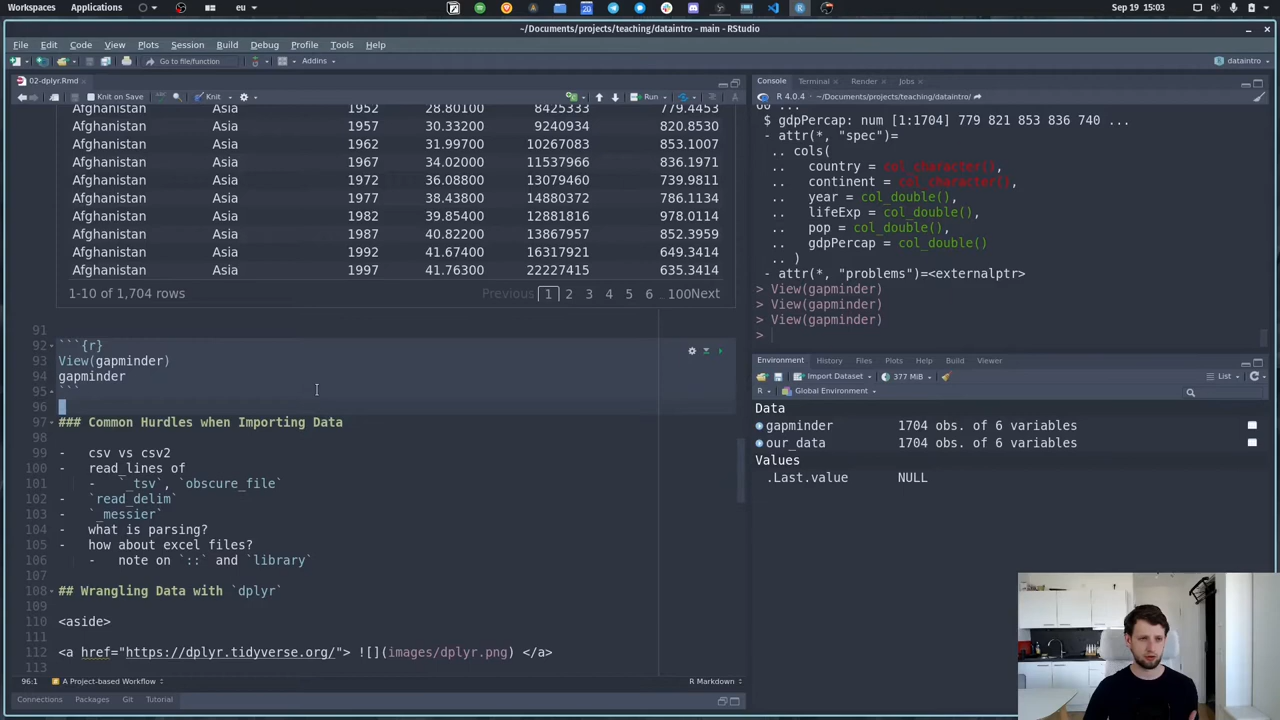 Workspaces Applications eu Sep 19 15:03
~/Documents/projects/teaching/dataintro - main - RStudio
File Edit Code View Plots Session Build Debug Profile Tools Help
Go to file/function Addins dataintro
02-dplyr.Rmd
Knit on Save Knit Run
Afghanistan Asia 1952 28.80100 8425333 779.4453
Afghanistan Asia 1957 30.33200 9240934 820.8530
Afghanistan Asia 1962 31.99700 10267083 853.1007
Afghanistan Asia 1967 34.02000 11537966 836.1971
Afghanistan Asia 1972 36.08800 13079460 739.9811
Afghanistan Asia 1977 38.43800 14880372 786.1134
Afghanistan Asia 1982 39.85400 12881816 978.0114
Afghanistan Asia 1987 40.82200 13867957 852.3959
Afghanistan Asia 1992 41.67400 16317921 649.3414
Afghanistan Asia 1997 41.76300 22227415 635.3414
1-10 of 1,704 rows Previous 1 2 3 4 5 6 100Next
91
92 ```{r}
93 View(gapminder)
94 gapminder
95 ```
96
97 ### Common Hurdles when Importing Data
98
99 - csv vs csv2
100 - read_lines of
101 - `_tsv`, `obscure_file`
102 - `read_delim`
103 - `_messier`
104 - what is parsing?
105 - how about excel files?
106 - note on `::` and `library`
107
108 ## Wrangling Data with `dplyr`
109
110 <aside>
111
112 <a href="https://dplyr.tidyverse.org/"> ![](images/dplyr.png) </a>
113
96:1 A Project-based Workflow R Markdown
Connections Packages Git Tutorial
Console Terminal Render Jobs
R 4.0.4 · ~/Documents/projects/teaching/dataintro/
60 ...
$ gdpPercap: num [1:1704] 779 821 853 836 740 ...
- attr(*, "spec")=
.. cols(
.. country = col_character(),
.. continent = col_character(),
.. year = col_double(),
.. lifeExp = col_double(),
.. pop = col_double(),
.. gdpPercap = col_double()
.. )
- attr(*, "problems")=<externalptr>
> View(gapminder)
> View(gapminder)
> View(gapminder)
>
Environment History Files Plots Help Build Viewer
Import Dataset 377 MiB List
R Global Environment
Data
gapminder 1704 obs. of 6 variables
our_data 1704 obs. of 6 variables
Values
.Last.value NULL